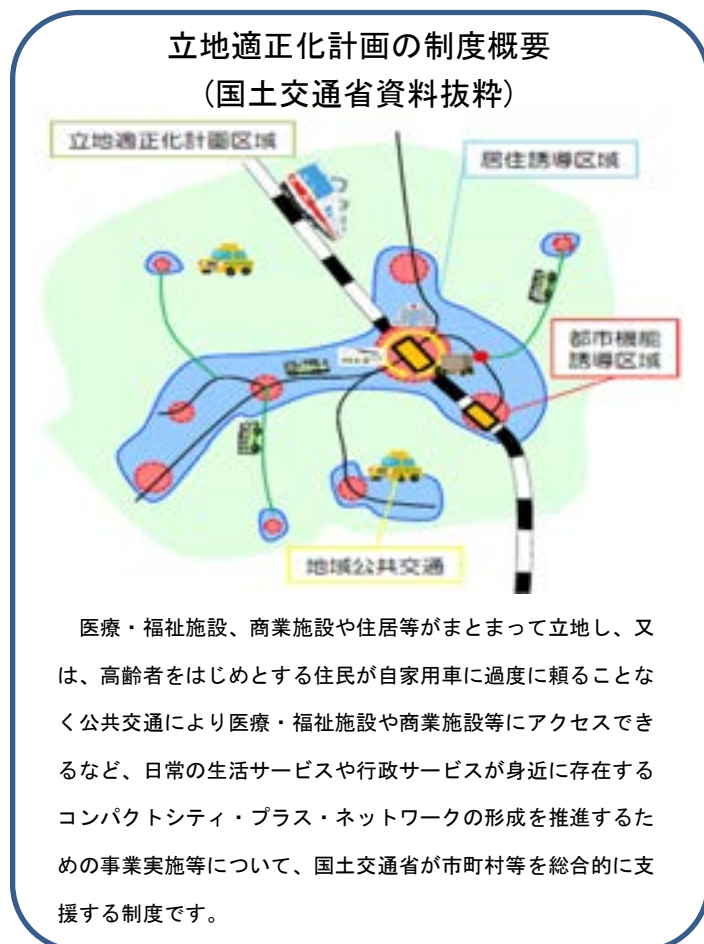 立地適正化計画の制度概要
（国土交通省資料抜粋）
立地適正化計画区域
居住誘導区域
都市機能
誘導区域
地域公共交通
医療・福祉施設、商業施設や住居等がまとまって立地し、又
は、高齢者をはじめとする住民が自家用車に過度に頼ることな
く公共交通により医療・福祉施設や商業施設等にアクセスでき
るなど、日常の生活サービスや行政サービスが身近に存在する
コンパクトシティ・プラス・ネットワークの形成を推進するた
めの事業実施等について、国土交通省が市町村等を総合的に支
援する制度です。